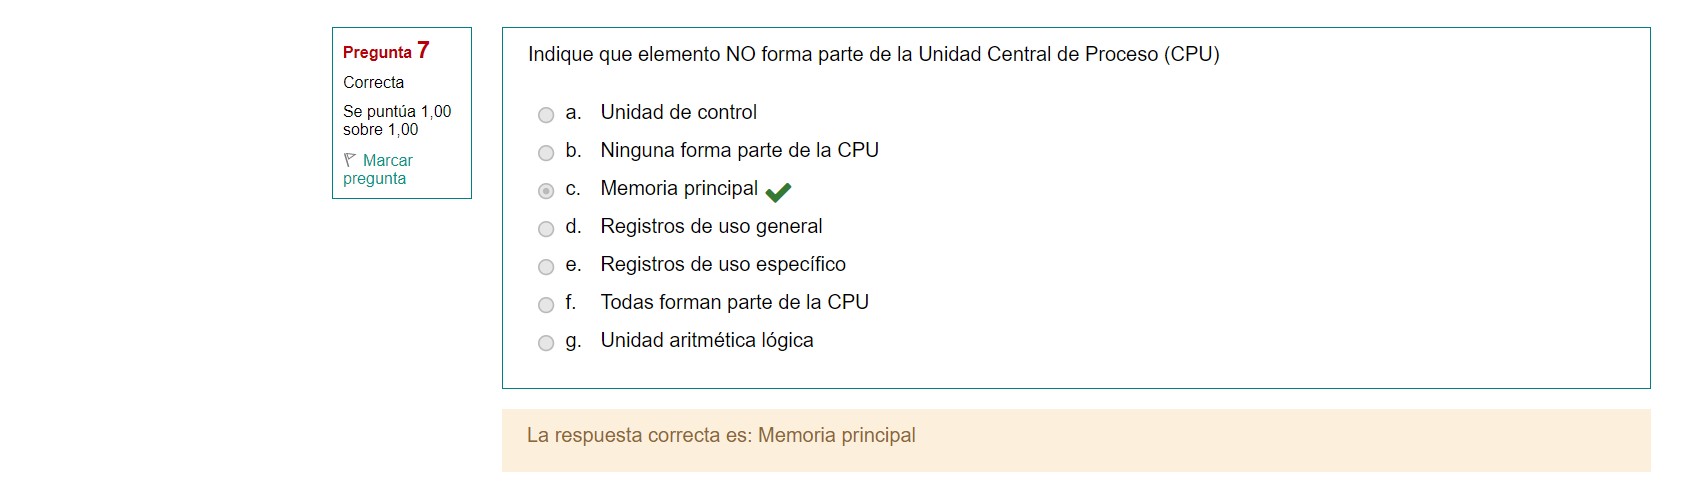 Pregunta 7
Correcta
Se puntúa 1,00
sobre 1,00
Marcar
pregunta
Indique que elemento NO forma parte de la Unidad Central de Proceso (CPU)
a. Unidad de control
b. Ninguna forma parte de la CPU
c. Memoria principal
d. Registros de uso general
e. Registros de uso específico
f. Todas forman parte de la CPU
g. Unidad aritmética lógica
La respuesta correcta es: Memoria principal